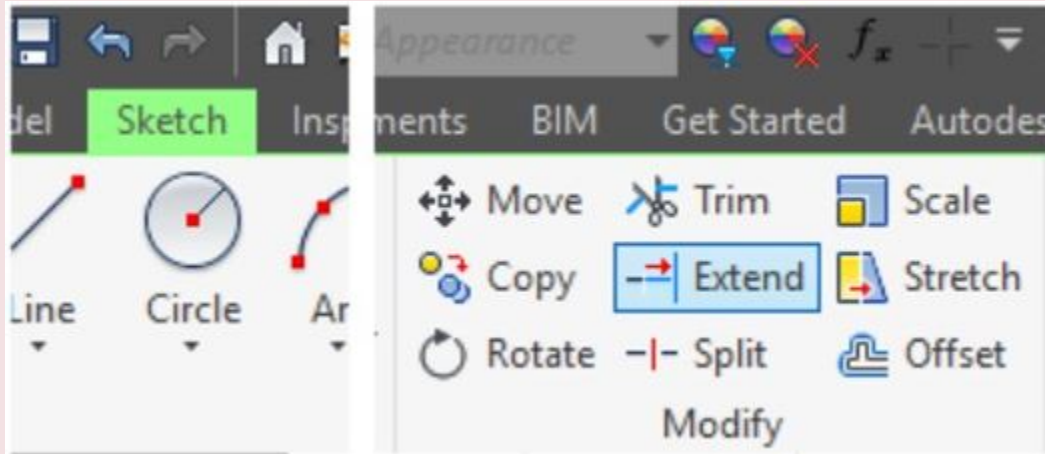 Appearance
fx
del Sketch Insp
ments BIM Get Started Autodes
Line Circle Ar
Move Trim Scale
Copy Extend Stretch
Rotate Split Offset
Modify